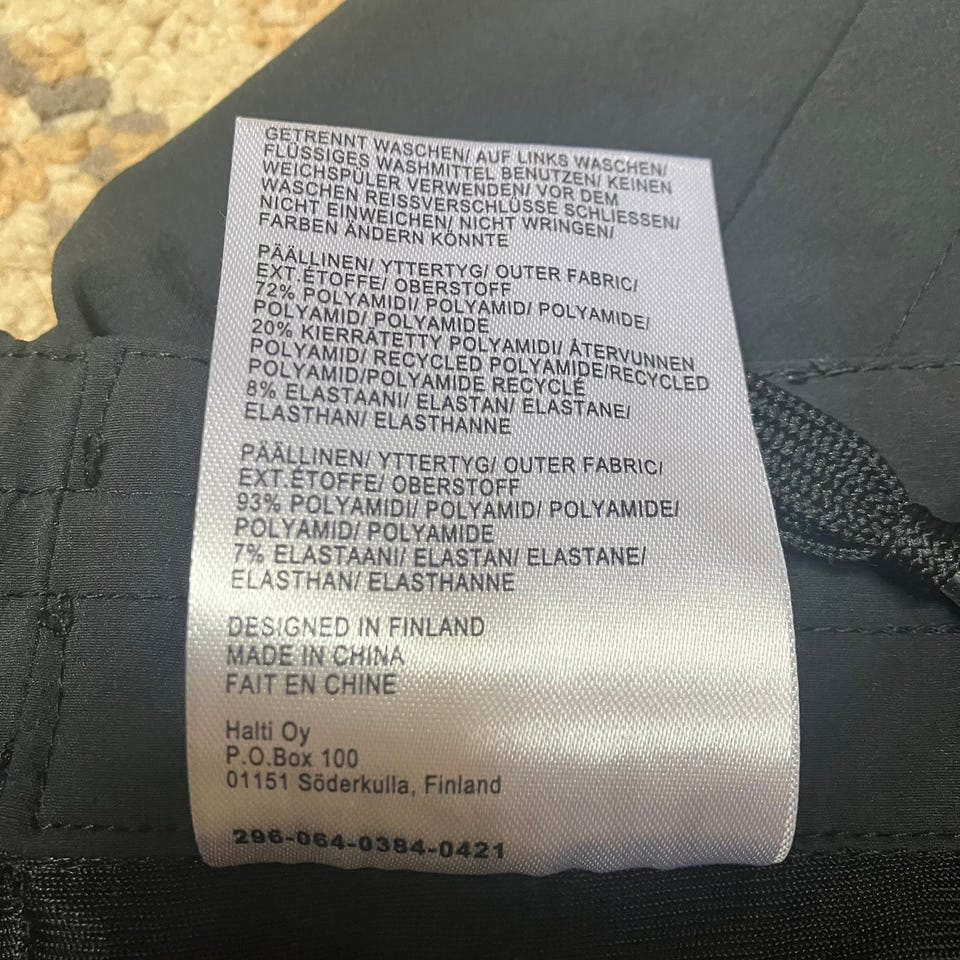 GETRENNT WASCHEN/ AUF LINKS WASCHEN/
FLÜSSIGES WASHMITTEL BENUTZEN/ KEINEN
WEICHSPÜLER VERWENDEN/ VOR DEM
WASCHEN REISSVERSCHLÜSSE SCHLIESSEN/
NICHT EINWEICHEN/ NICHT WRINGEN/
FARBEN ÄNDERN KÖNNTE
PÄÄLLINEN/ YTTERTYG/ OUTER FABRIC/
EXT.ÉTOFFE/ OBERSTOFF
72% POLYAMIDI/ POLYAMID/ POLYAMIDE/
POLYAMID/ POLYAMIDE
20% KIERRÄTETTY POLYAMIDI/ ÅTERVUNNEN
POLYAMID/ RECYCLED POLYAMIDE/RECYCLED
POLYAMID/POLYAMIDE RECYCLÉ
8% ELASTAANI/ ELASTAN/ ELASTANE/
ELASTHAN/ ELASTHANNE
PÄÄLLINEN/ YTTERTYG/ OUTER FABRIC/
EXT.ÉTOFFE/ OBERSTOFF
93% POLYAMIDI/ POLYAMID/ POLYAMIDE/
POLYAMID/ POLYAMIDE
7% ELASTAANI/ ELASTAN/ ELASTANE/
ELASTHAN/ ELASTHANNE
DESIGNED IN FINLAND
MADE IN CHINA
FAIT EN CHINE
Halti Oy
P.O.Box 100
01151 Söderkulla, Finland
296-064-0384-0421